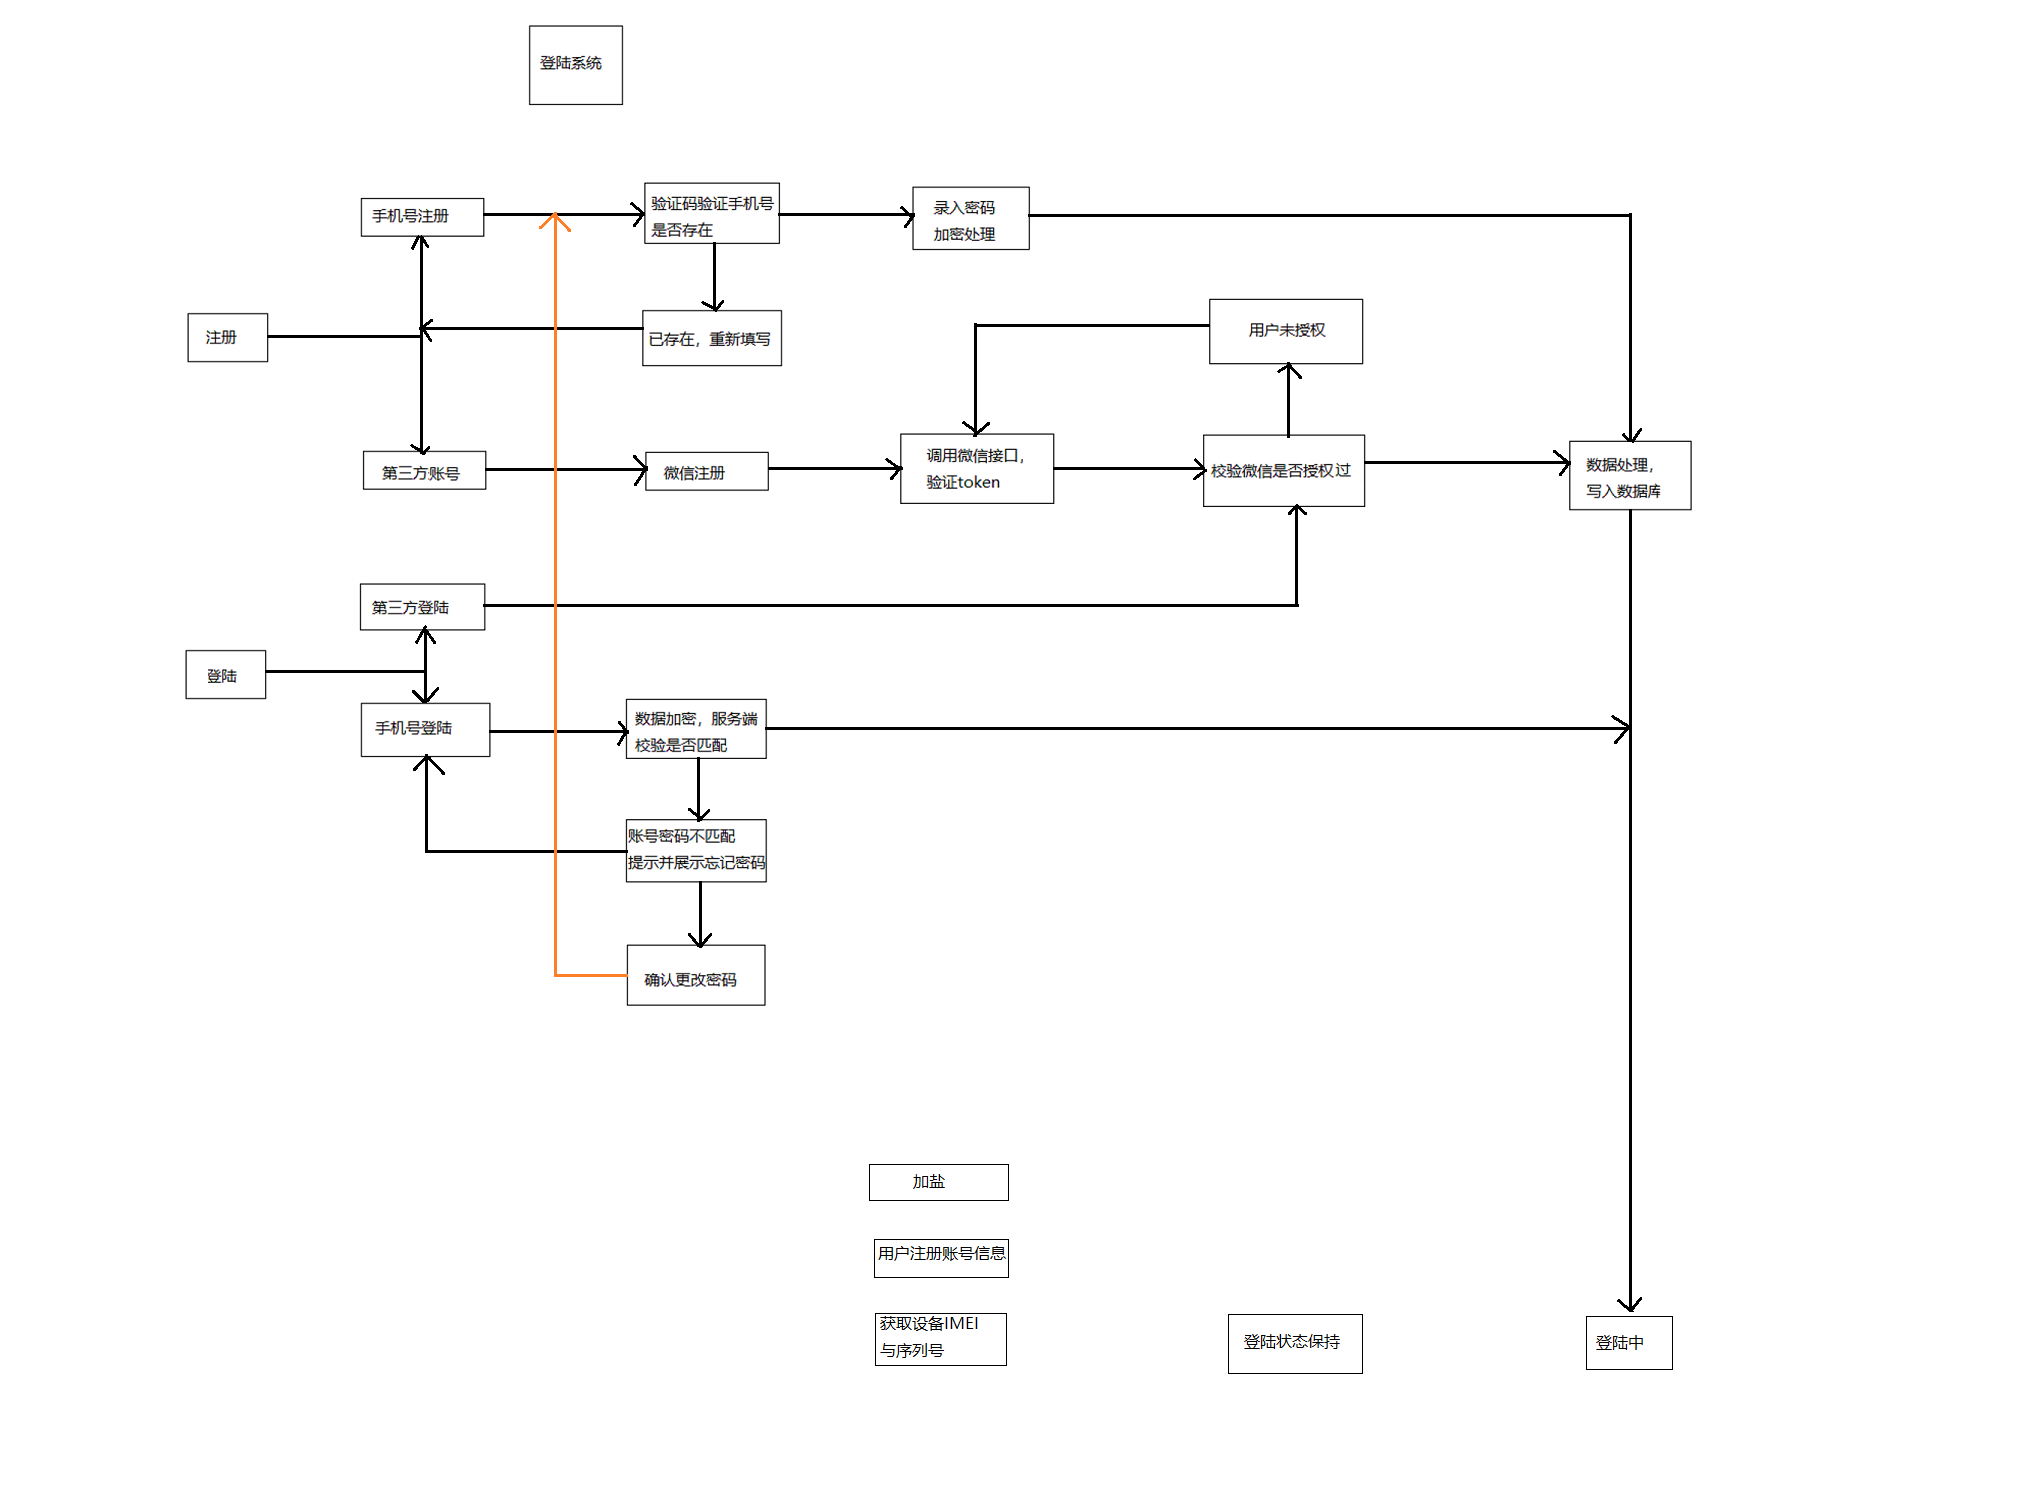 登陆系统
手机号注册
验证码验证手机号
是否存在
录入密码
加密处理
注册
已存在，重新填写
用户未授权
第三方账号
微信注册
调用微信接口，
验证token
校验微信是否授权过
数据处理，
写入数据库
第三方登陆
登陆
手机号登陆
数据加密，服务端
校验是否匹配
账号密码不匹配
提示并展示忘记密码
确认更改密码
加盐
用户注册账号信息
获取设备IMEI
与序列号
登陆状态保持
登陆中